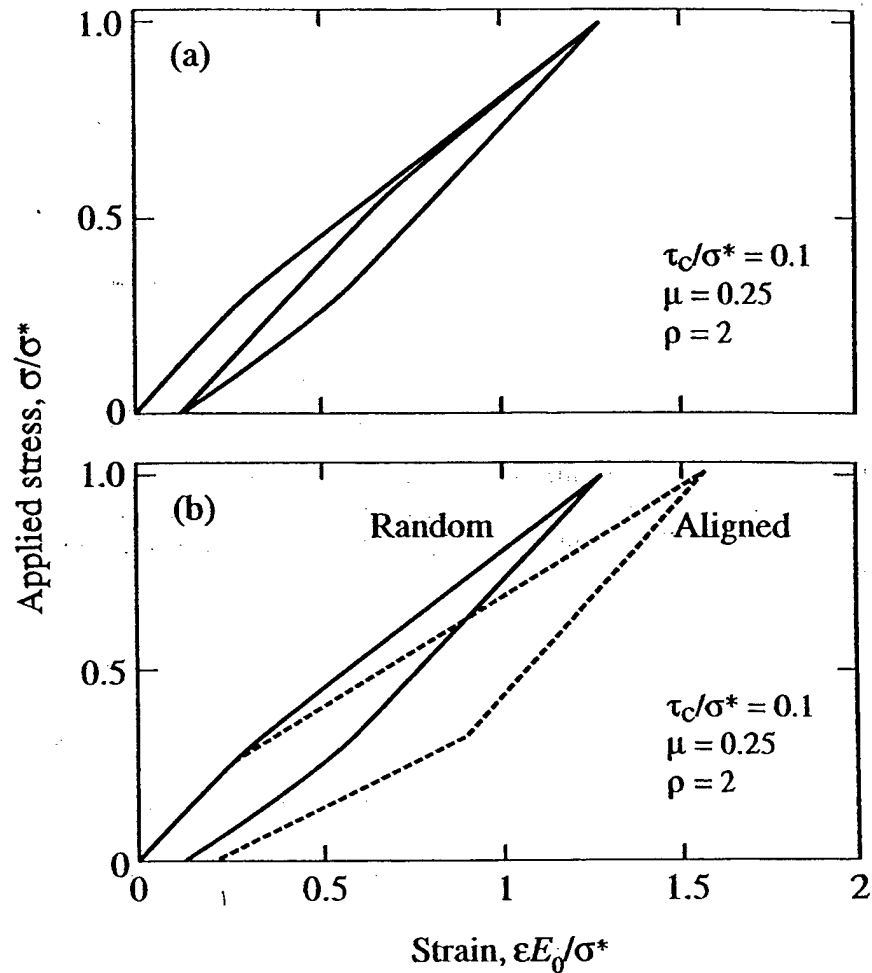 1.0
(a)
0.5
τc/σ* = 0.1
μ = 0.25
ρ = 2
0
Applied stress, σ/σ*
1.0
(b)
Random
Aligned
0.5
τc/σ* = 0.1
μ = 0.25
ρ = 2
0
0
0.5
1
1.5
2
Strain, εE₀/σ*